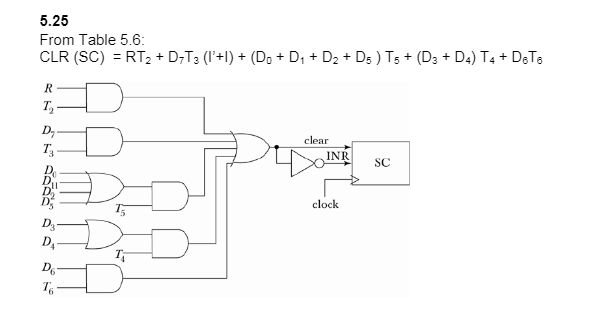 5.25
From Table 5.6:
CLR (SC) = RT₂ + D₇T₃ (I'+I) + (D₀ + D₁ + D₂ + D₅ ) T₅ + (D₃ + D₄) T₄ + D₆T₆
R
T₂
D₇
T₃
D₀
D₁₁
D₂
D₅
T₅
D₃
D₄
T₄
D₆
T₆
clear
INR
SC
clock